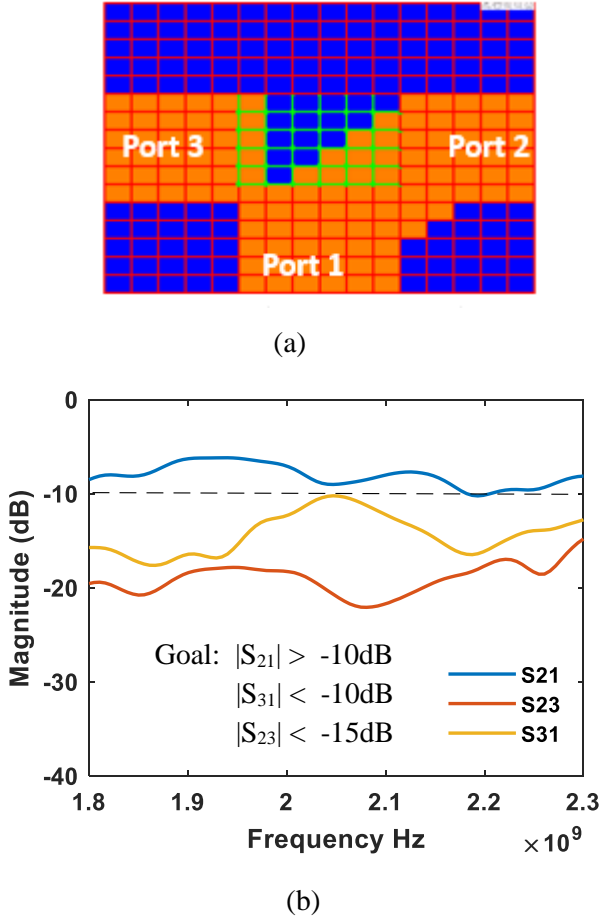 Port 3
Port 2
Port 1
(a)
0
-10
-20
-30
-40
Magnitude (dB)
Goal: |S21| > -10dB
|S31| < -10dB
|S23| < -15dB
S21
S23
S31
1.8
1.9
2
2.1
2.2
2.3
Frequency Hz
×10^9
(b)